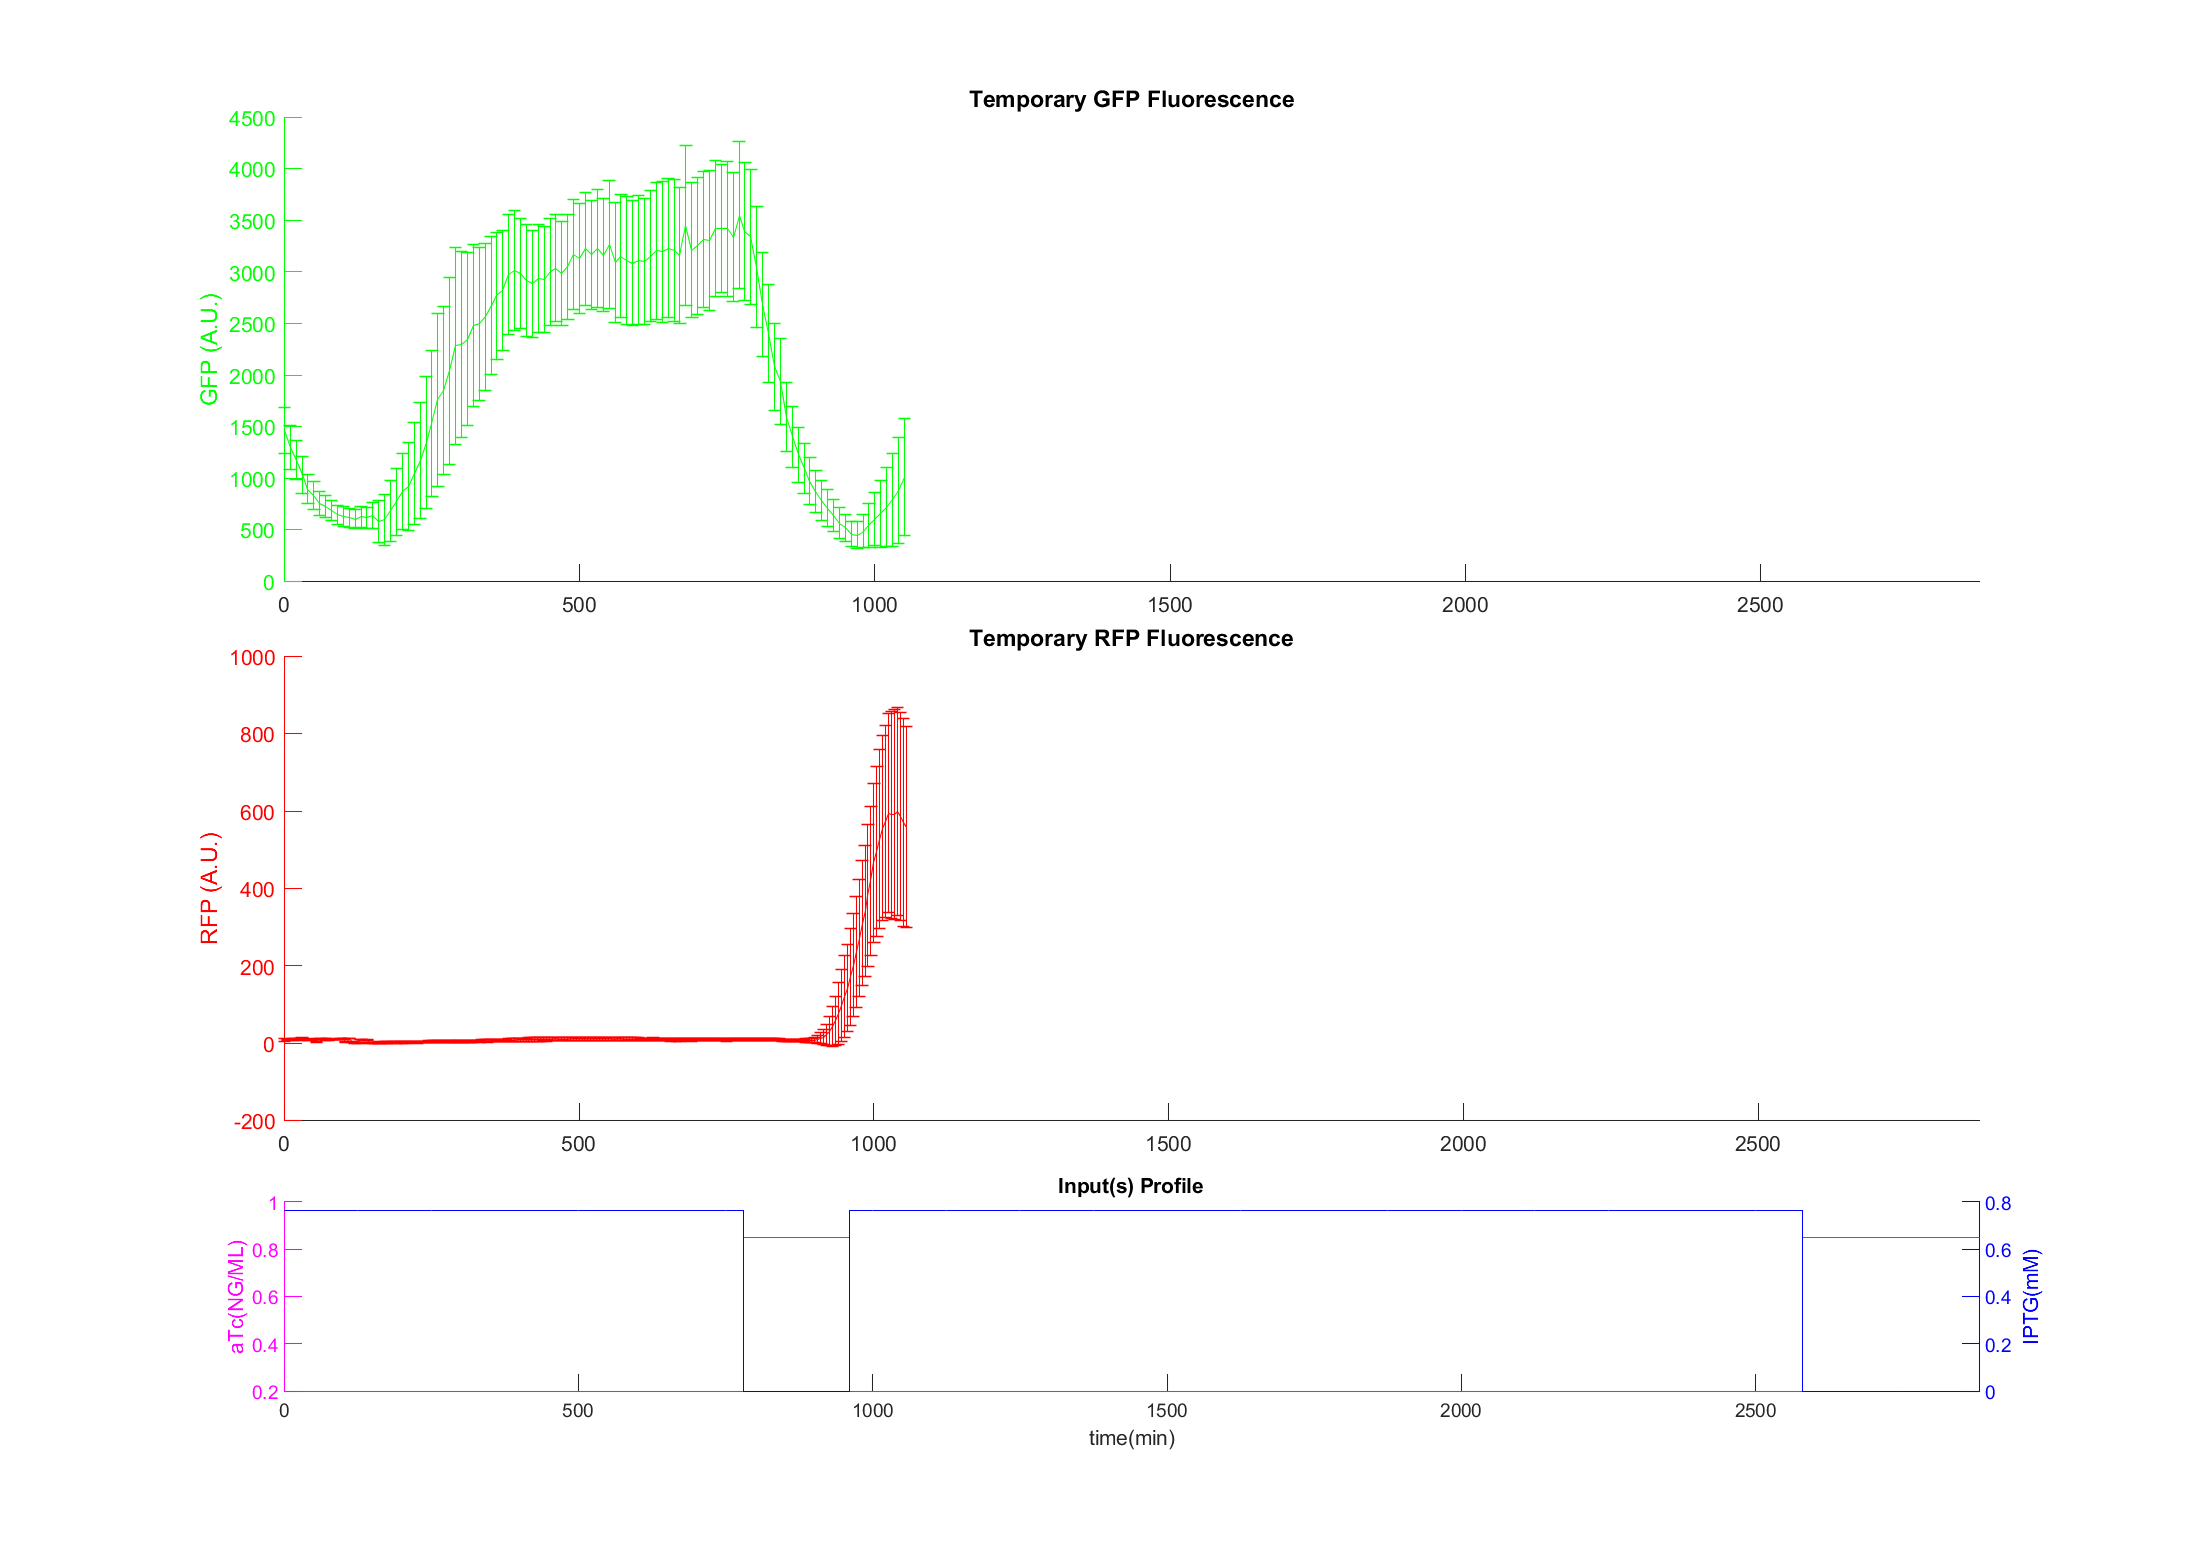 Temporary GFP Fluorescence
4500
4000
3500
3000
2500
2000
1500
1000
500
0
GFP (A.U.)
0 500 1000 1500 2000 2500
Temporary RFP Fluorescence
1000
800
600
400
200
0
-200
RFP (A.U.)
0 500 1000 1500 2000 2500
Input(s) Profile
1
0.8
0.6
0.4
0.2
aTc(NG/ML)
0.8
0.6
0.4
0.2
0
IPTG(mM)
0 500 1000 1500 2000 2500
time(min)